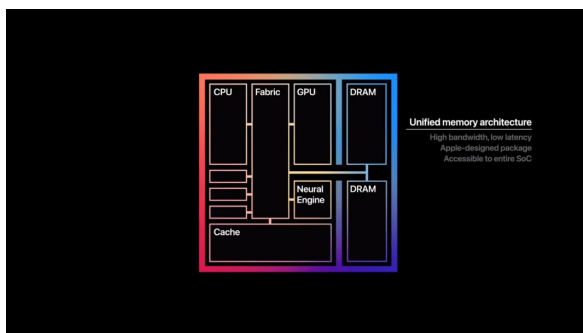 CPU
Fabric
GPU
DRAM
Unified memory architecture
High bandwidth, low latency
Apple-designed package
Accessible to entire SoC
Neural
Engine
DRAM
Cache